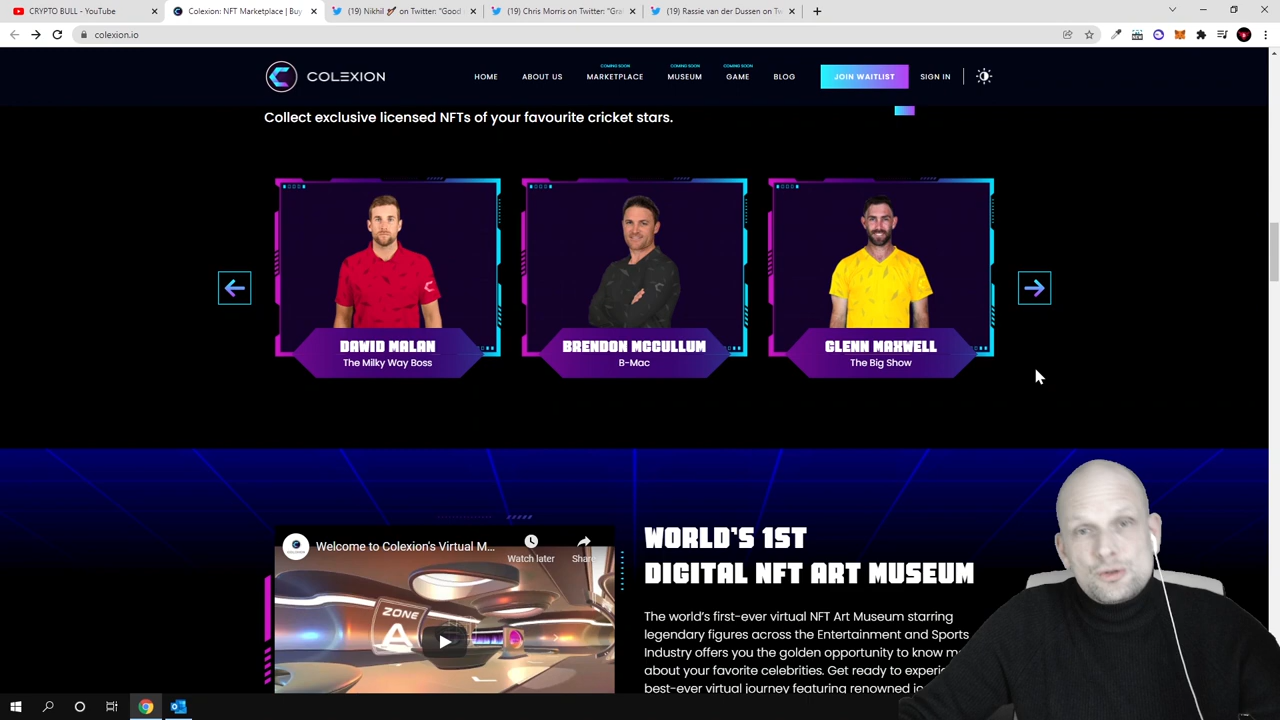 CRYPTO BULL - YouTube
Colexion: NFT Marketplace | Buy
(19) Nikhil 🚀 on Twitter: "Good
(19) Chris Morris on Twitter: "Gra
(19) Rassie van der Dussen on Tw
colexion.io
COLEXION
HOME
ABOUT US
COMING SOON
MARKETPLACE
COMING SOON
MUSEUM
COMING SOON
GAME
BLOG
JOIN WAITLIST
SIGN IN
Collect exclusive licensed NFTs of your favourite cricket stars.
DAWID MALAN
The Milky Way Boss
BRENDON MCCULLUM
B-Mac
GLENN MAXWELL
The Big Show
Welcome to Colexion's Virtual M...
Watch later
Share
ZONE
A
WORLD'S 1ST
DIGITAL NFT ART MUSEUM
The world's first-ever virtual NFT Art Museum starring
legendary figures across the Entertainment and Sports
Industry offers you the golden opportunity to know
about your favorite celebrities. Get ready to
best-ever virtual journey featuring renowned